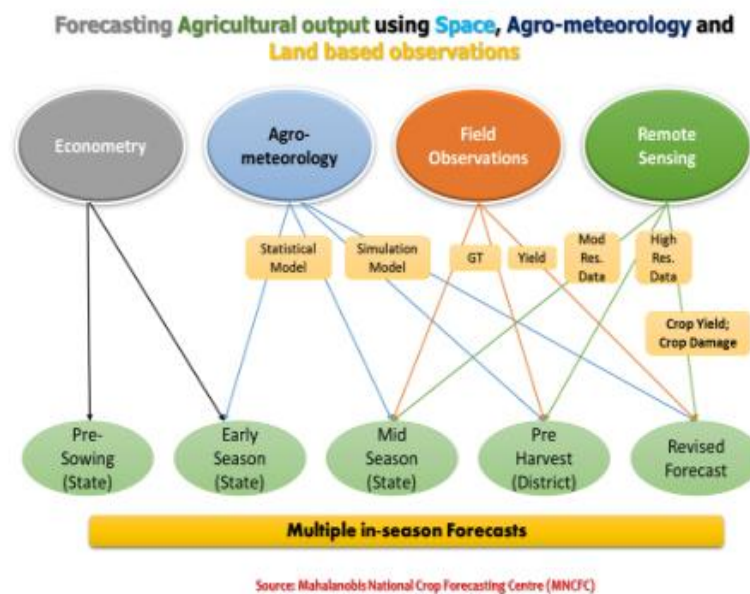 Forecasting Agricultural output using Space, Agro-meteorology and
Land based observations
Econometry
Agro-
meteorology
Field
Observations
Remote
Sensing
Statistical
Model
Simulation
Model
GT
Yield
Mod
Res.
Data
High
Res.
Data
Crop Yield;
Crop Damage
Pre-
Sowing
(State)
Early
Season
(State)
Mid
Season
(State)
Pre
Harvest
(District)
Revised
Forecast
Multiple in-season Forecasts
Source: Mahalanobis National Crop Forecasting Centre (MNCFC)